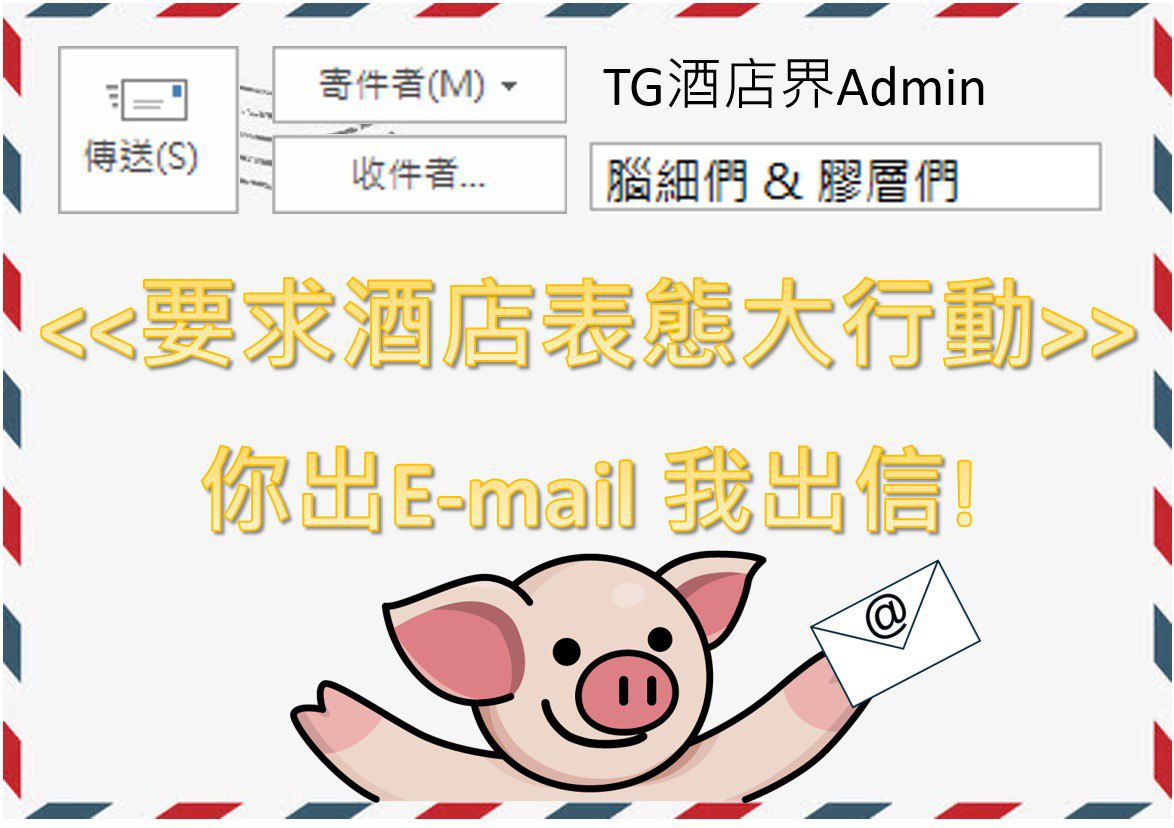 傳送(S)
寄件者(M)
TG酒店界Admin
收件者...
腦細們 & 膠層們
<<要求酒店表態大行動>>
你出E-mail 我出信!
@